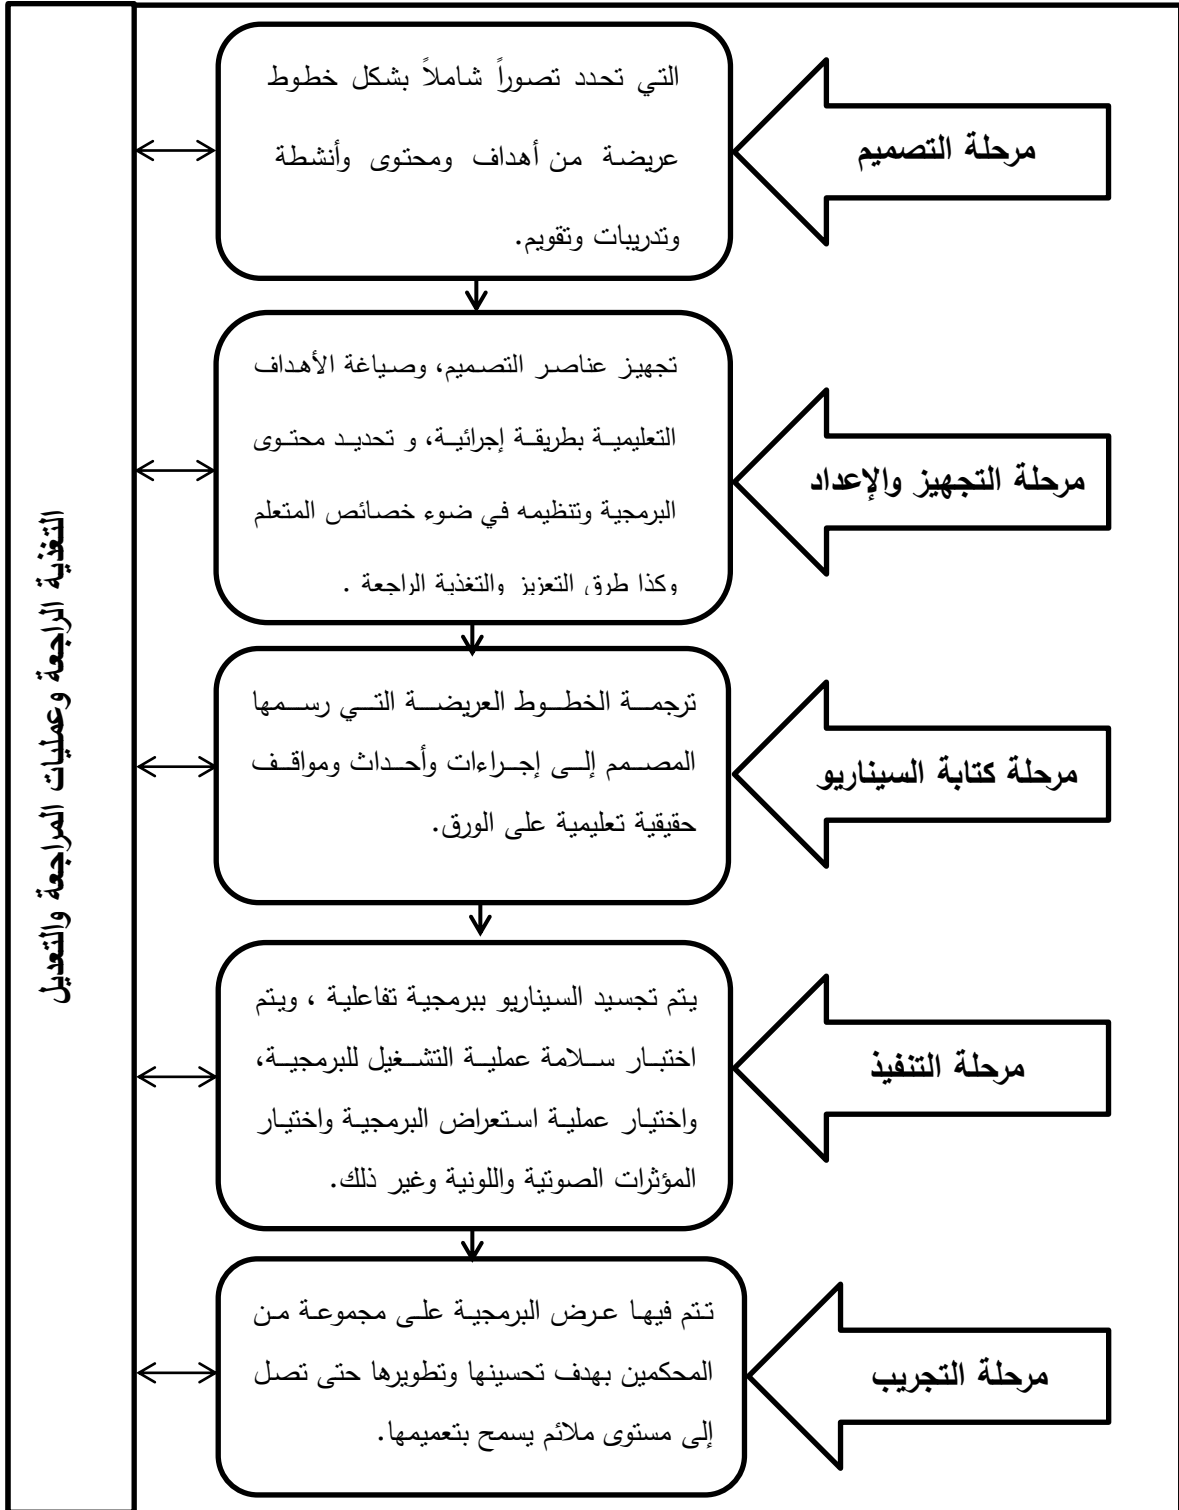 مرحلة التصميم
التي تحدد تصوراً شاملاً بشكل خطوط
عريضة من أهداف ومحتوى وأنشطة
وتدريبات وتقويم.
مرحلة التجهيز والإعداد
تجهيز عناصر التصميم، وصياغة الأهداف
التعليمية بطريقة إجرائية، و تحديد محتوى
البرمجية وتنظيمه في ضوء خصائص المتعلم
وكذا طرق التعزيز والتغذية الراجعة .
مرحلة كتابة السيناريو
ترجمة الخطوط العريضة التي رسمها
المصمم إلى إجراءات وأحداث ومواقف
حقيقية تعليمية على الورق.
مرحلة التنفيذ
يتم تجسيد السيناريو ببرمجية تفاعلية ، ويتم
اختبار سلامة عملية التشغيل للبرمجية،
واختيار عملية استعراض البرمجية واختيار
المؤثرات الصوتية واللونية وغير ذلك.
مرحلة التجريب
تتم فيها عرض البرمجية على مجموعة من
المحكمين بهدف تحسينها وتطويرها حتى تصل
إلى مستوى ملائم يسمح بتعميمها.
التغذية الراجعة وعمليات المراجعة والتعديل